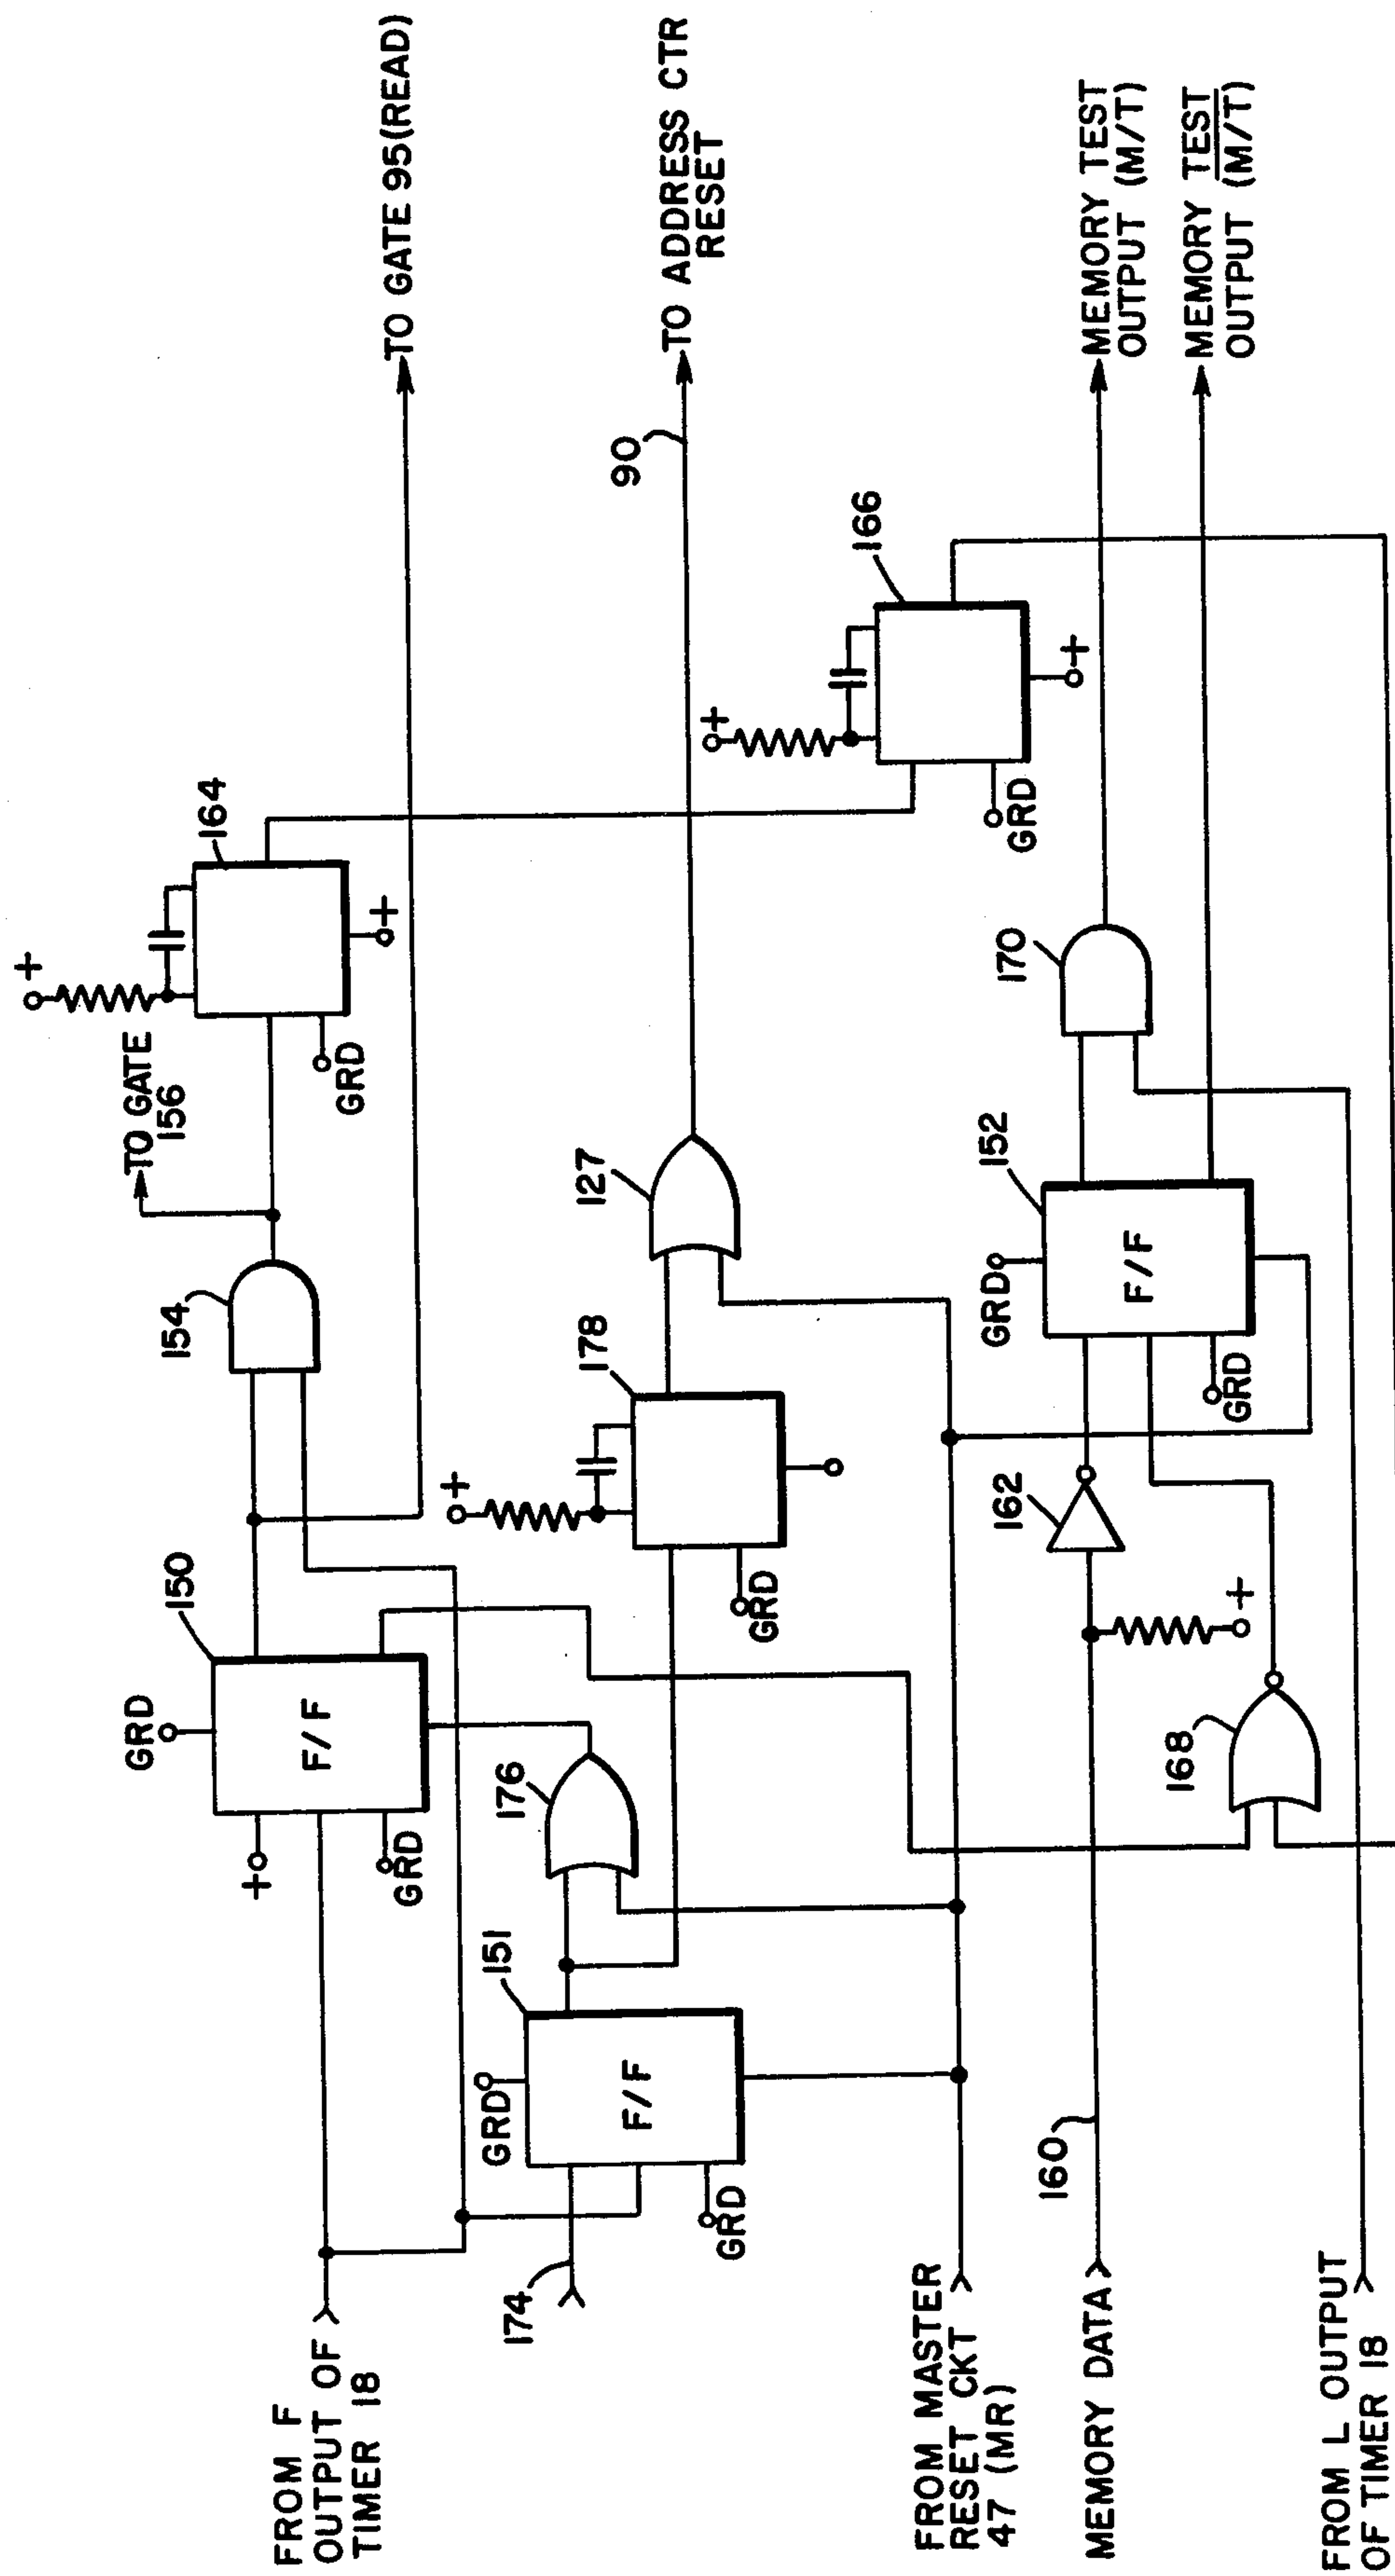 FROM F
OUTPUT OF
TIMER 18
174
GRD
+
GRD
F/F
150
GRD
GRD
F/F
151
176
154
TO GATE
156
+
164
GRD
+
TO GATE 95(READ)
+
178
GRD
127
90
TO ADDRESS CTR
RESET
+
166
GRD
+
FROM MASTER
RESET CKT
47 (MR)
MEMORY DATA
160
162
+
168
GRD
GRD
F/F
152
170
MEMORY TEST
OUTPUT (M/T)
MEMORY TEST
OUTPUT (M/T)
FROM L OUTPUT
OF TIMER 18